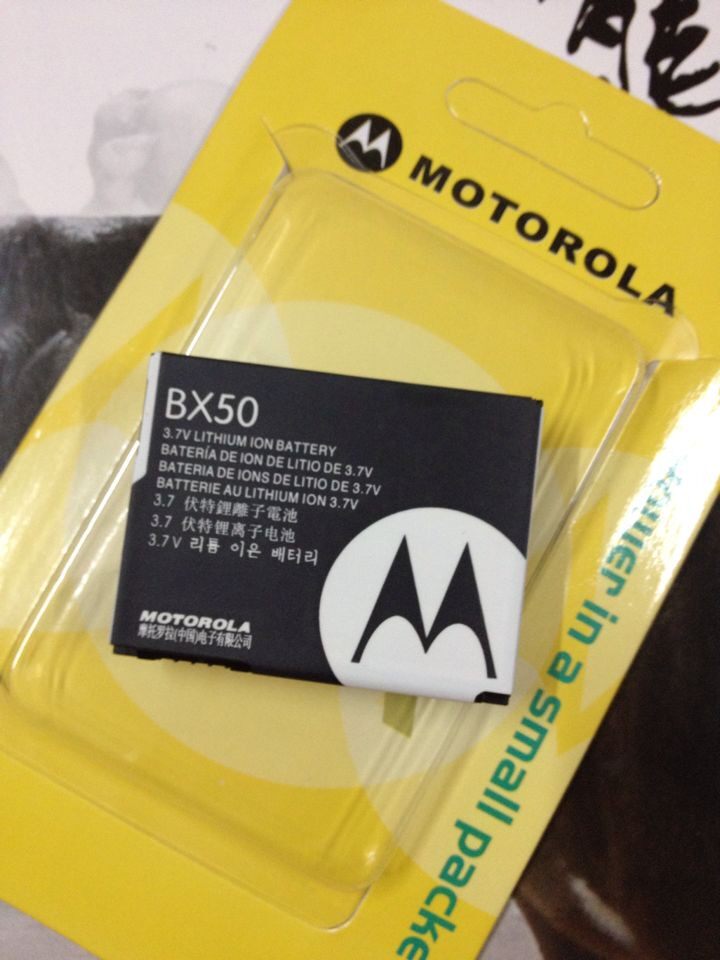 龍
MOTOROLA
BX50
3.7V LITHIUM ION BATTERY
BATERÍA DE ION DE LITIO DE 3.7V
BATERIA DE IONS DE LITIO DE 3.7V
BATTERIE AU LITHIUM ION 3.7V
3.7 伏特鋰離子電池
3.7 伏特锂离子电池
3.7V 리튬 이온 배터리
MOTOROLA
摩托罗拉(中国)电子有限公司
in a small packe